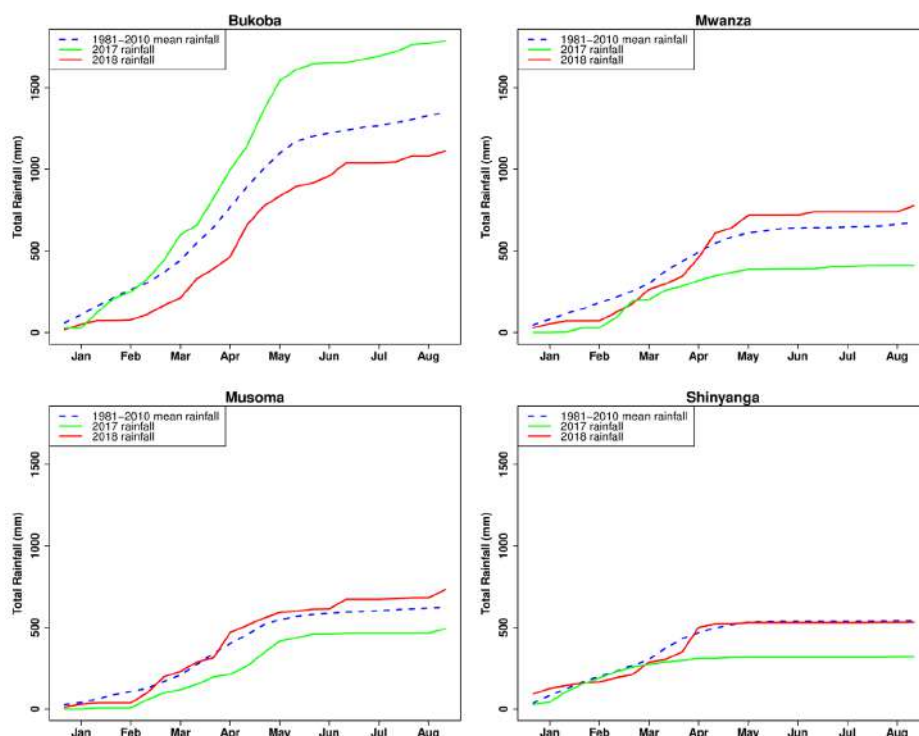 Bukoba
1981−2010 mean rainfall
2017 rainfall
2018 rainfall
Total Rainfall (mm)
0 500 1000 1500
Jan Feb Mar Apr May Jun Jul Aug
Mwanza
1981−2010 mean rainfall
2017 rainfall
2018 rainfall
Total Rainfall (mm)
0 500 1000 1500
Jan Feb Mar Apr May Jun Jul Aug
Musoma
1981−2010 mean rainfall
2017 rainfall
2018 rainfall
Total Rainfall (mm)
0 500 1000 1500
Jan Feb Mar Apr May Jun Jul Aug
Shinyanga
1981−2010 mean rainfall
2017 rainfall
2018 rainfall
Total Rainfall (mm)
0 500 1000 1500
Jan Feb Mar Apr May Jun Jul Aug